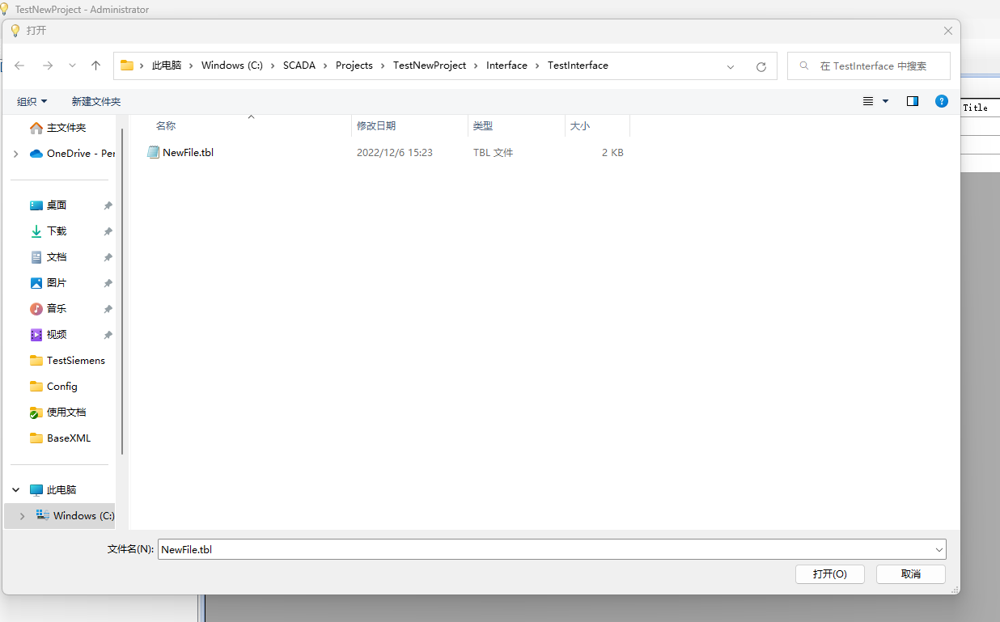 TestNewProject - Administrator
打开
此电脑 > Windows (C:) > SCADA > Projects > TestNewProject > Interface > TestInterface
在 TestInterface 中搜索
组织 新建文件夹
Title
名称 修改日期 类型 大小
NewFile.tbl 2022/12/6 15:23 TBL 文件 2 KB
主文件夹
OneDrive - Per
桌面
下载
文档
图片
音乐
视频
TestSiemens
Config
使用文档
BaseXML
此电脑
Windows (C:)
文件名(N): NewFile.tbl
打开(O) 取消